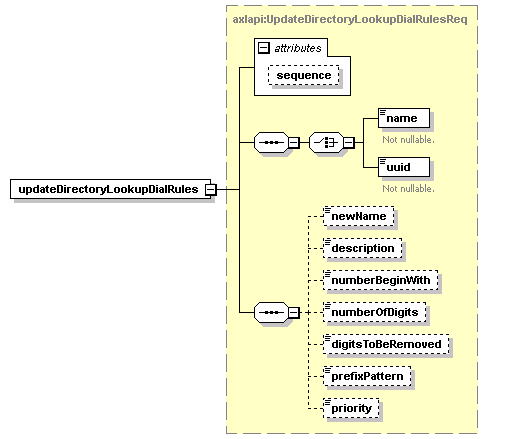 axlapi:UpdateDirectoryLookupDialRulesReq
attributes
sequence
name
Not nullable.
uuid
Not nullable.
updateDirectoryLookupDialRules
newName
description
numberBeginWith
numberOfDigits
digitsToBeRemoved
prefixPattern
priority